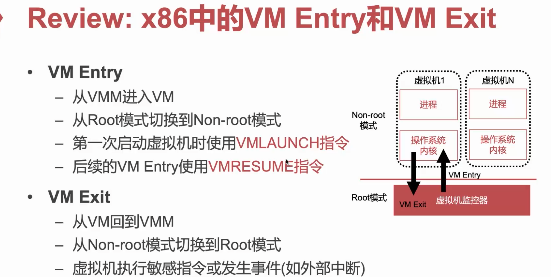 Review: x86中的VM Entry和VM Exit
• VM Entry
– 从VMM进入VM
– 从Root模式切换到Non-root模式
– 第一次启动虚拟机时使用VMLAUNCH指令
– 后续的VM Entry使用VMRESUME指令
• VM Exit
– 从VM回到VMM
– 从Non-root模式切换到Root模式
– 虚拟机执行敏感指令或发生事件(如外部中断)
虚拟机1
虚拟机N
进程
进程
Non-root
模式
操作系统
内核
操作系统
内核
VM Entry
Root模式
VM Exit
虚拟机监控器